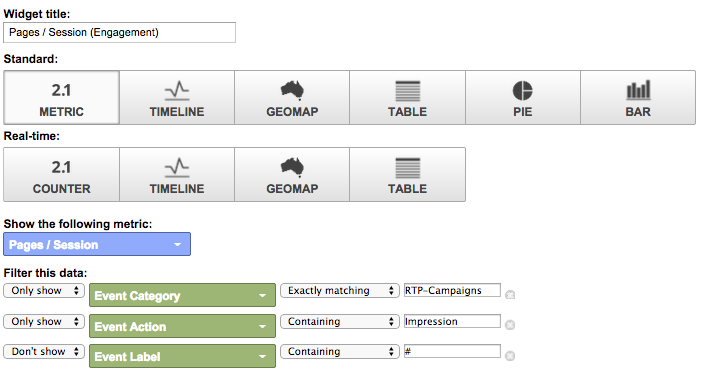 Widget title:
Pages / Session (Engagement)
Standard:
2.1
METRIC TIMELINE GEOMAP TABLE PIE BAR
Real-time:
2.1
COUNTER TIMELINE GEOMAP TABLE
Show the following metric:
Pages / Session
Filter this data:
Only show Event Category Exactly matching RTP-Campaigns
Only show Event Action Containing Impression
Don't show Event Label Containing #